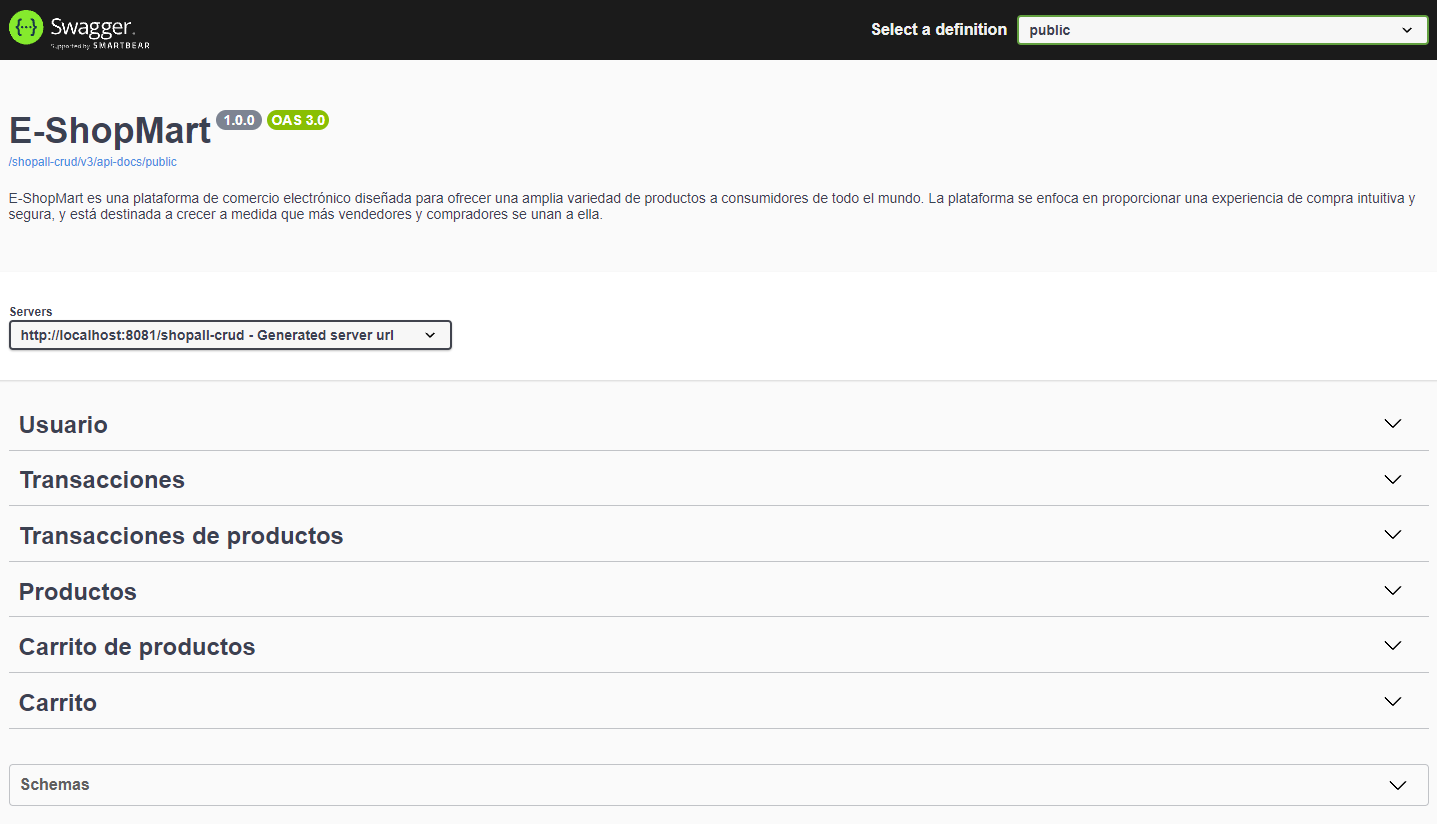 Swagger.
Supported by SMARTBEAR
Select a definition
public
E-ShopMart 1.0.0 OAS 3.0
/shopall-crud/v3/api-docs/public
E-ShopMart es una plataforma de comercio electrónico diseñada para ofrecer una amplia variedad de productos a consumidores de todo el mundo. La plataforma se enfoca en proporcionar una experiencia de compra intuitiva y
segura, y está destinada a crecer a medida que más vendedores y compradores se unan a ella.
Servers
http://localhost:8081/shopall-crud - Generated server url
Usuario
Transacciones
Transacciones de productos
Productos
Carrito de productos
Carrito
Schemas